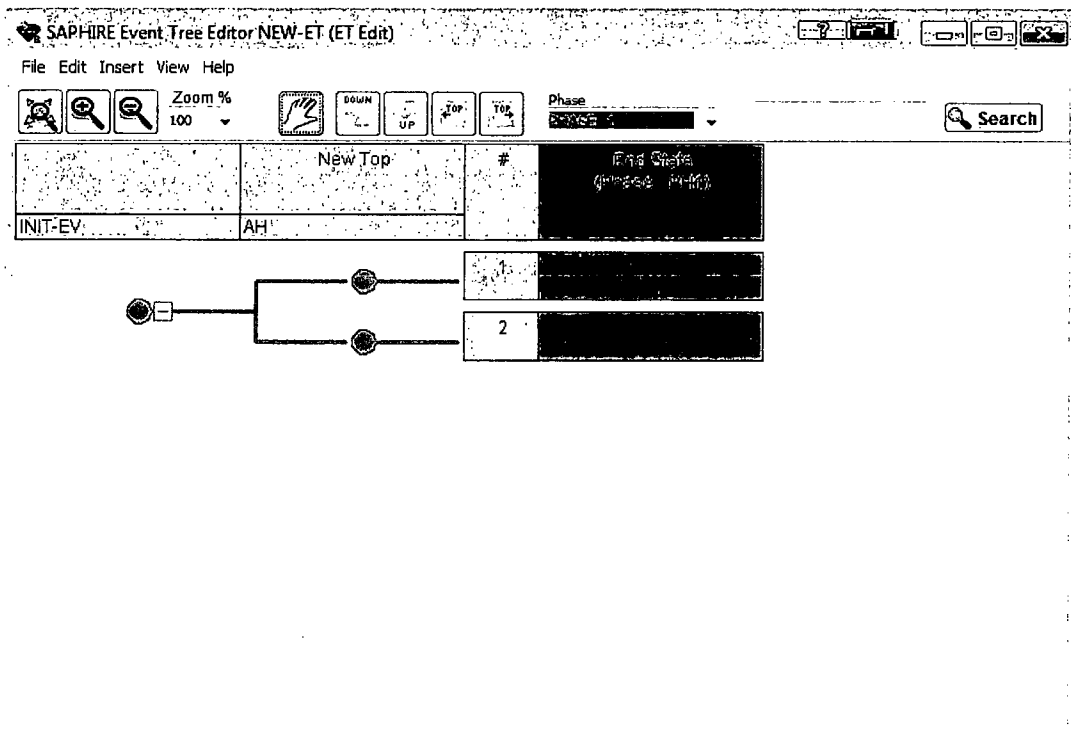 SAPHIRE Event Tree Editor NEW-ET (ET Edit)
?
File Edit Insert View Help
Zoom %
100
DOWN
UP
TOP
TOP
Phase
Search
New Top
#
End State
INIT-EV
AH
1
2